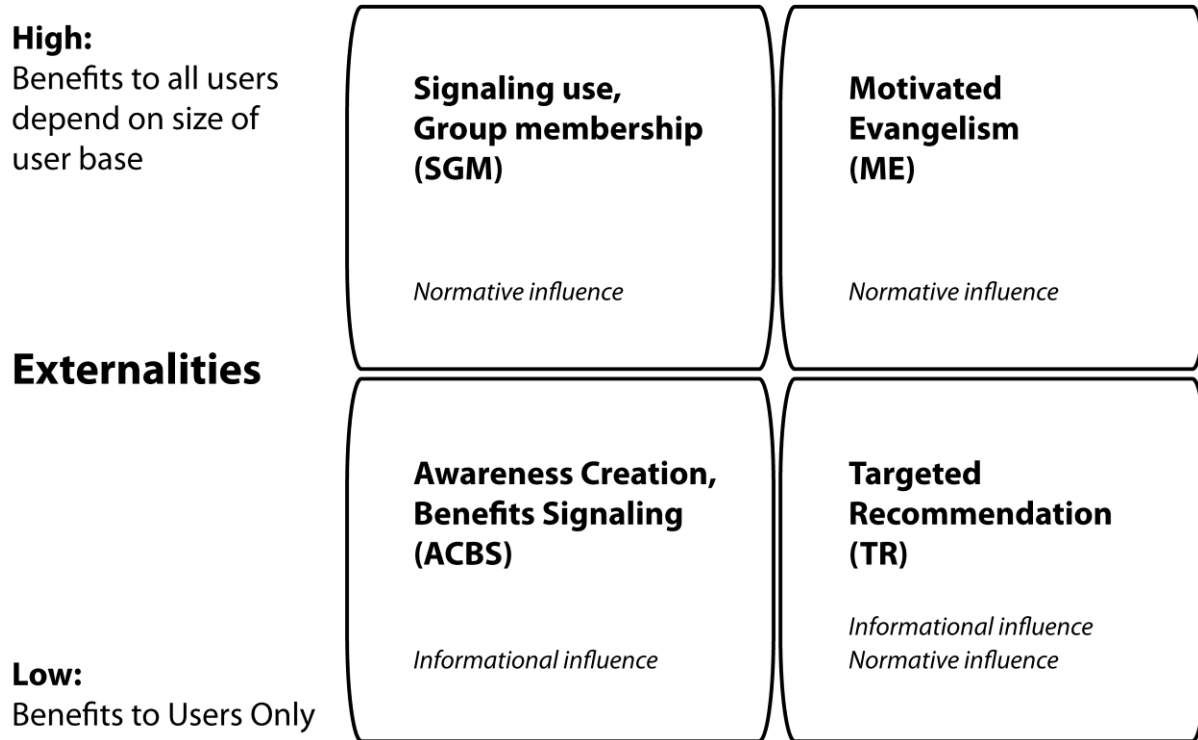 High:
Benefits to all users
depend on size of
user base
Signaling use,
Group membership
(SGM)
Normative influence
Motivated
Evangelism
(ME)
Normative influence
Externalities
Awareness Creation,
Benefits Signaling
(ACBS)
Informational influence
Targeted
Recommendation
(TR)
Informational influence
Normative influence
Low:
Benefits to Users Only